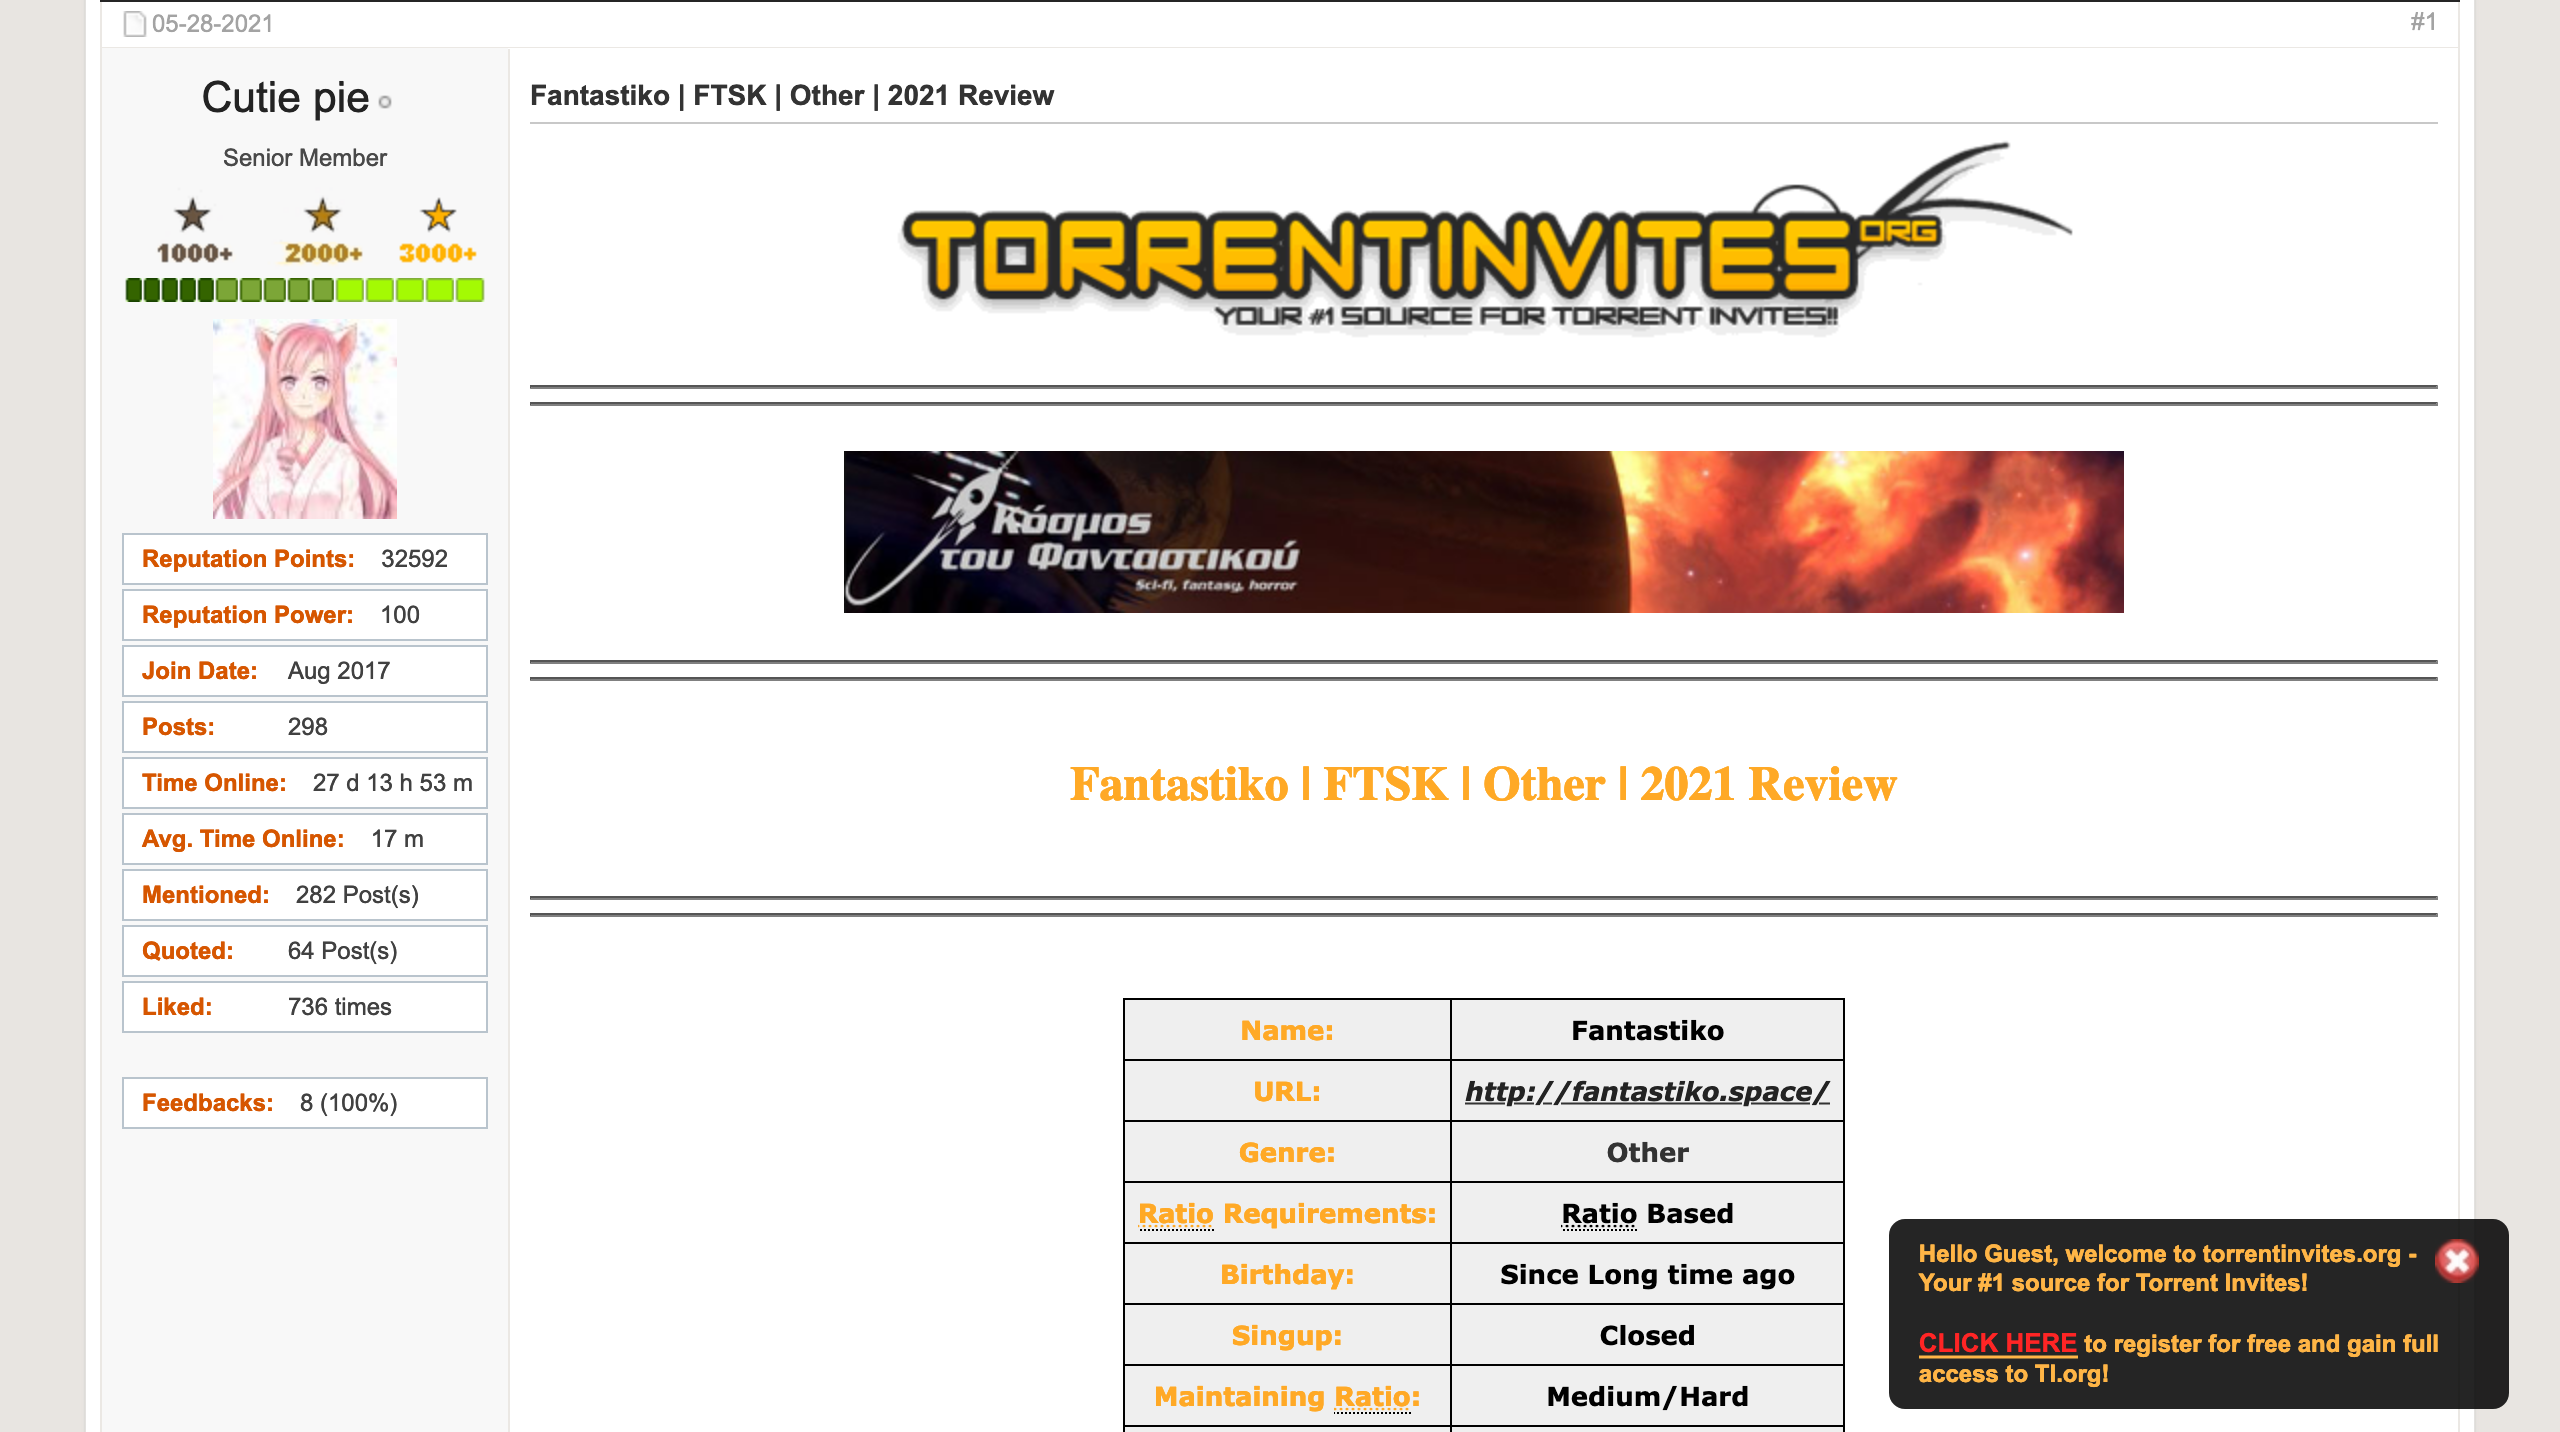 05-28-2021
#1
Cutie pie
Senior Member
1000+ 2000+ 3000+
Reputation Points: 32592
Reputation Power: 100
Join Date: Aug 2017
Posts: 298
Time Online: 27 d 13 h 53 m
Avg. Time Online: 17 m
Mentioned: 282 Post(s)
Quoted: 64 Post(s)
Liked: 736 times
Feedbacks: 8 (100%)
Fantastiko | FTSK | Other | 2021 Review
TORRENTINVITES.ORG
YOUR #1 SOURCE FOR TORRENT INVITES!!
Κόσμος
του Φανταστικού
Sci-fi, fantasy, horror
Fantastiko | FTSK | Other | 2021 Review
Name: Fantastiko
URL: http://fantastiko.space/
Genre: Other
Ratio Requirements: Ratio Based
Birthday: Since Long time ago
Singup: Closed
Maintaining Ratio: Medium/Hard
Hello Guest, welcome to torrentinvites.org -
Your #1 source for Torrent Invites!
CLICK HERE to register for free and gain full
access to TI.org!